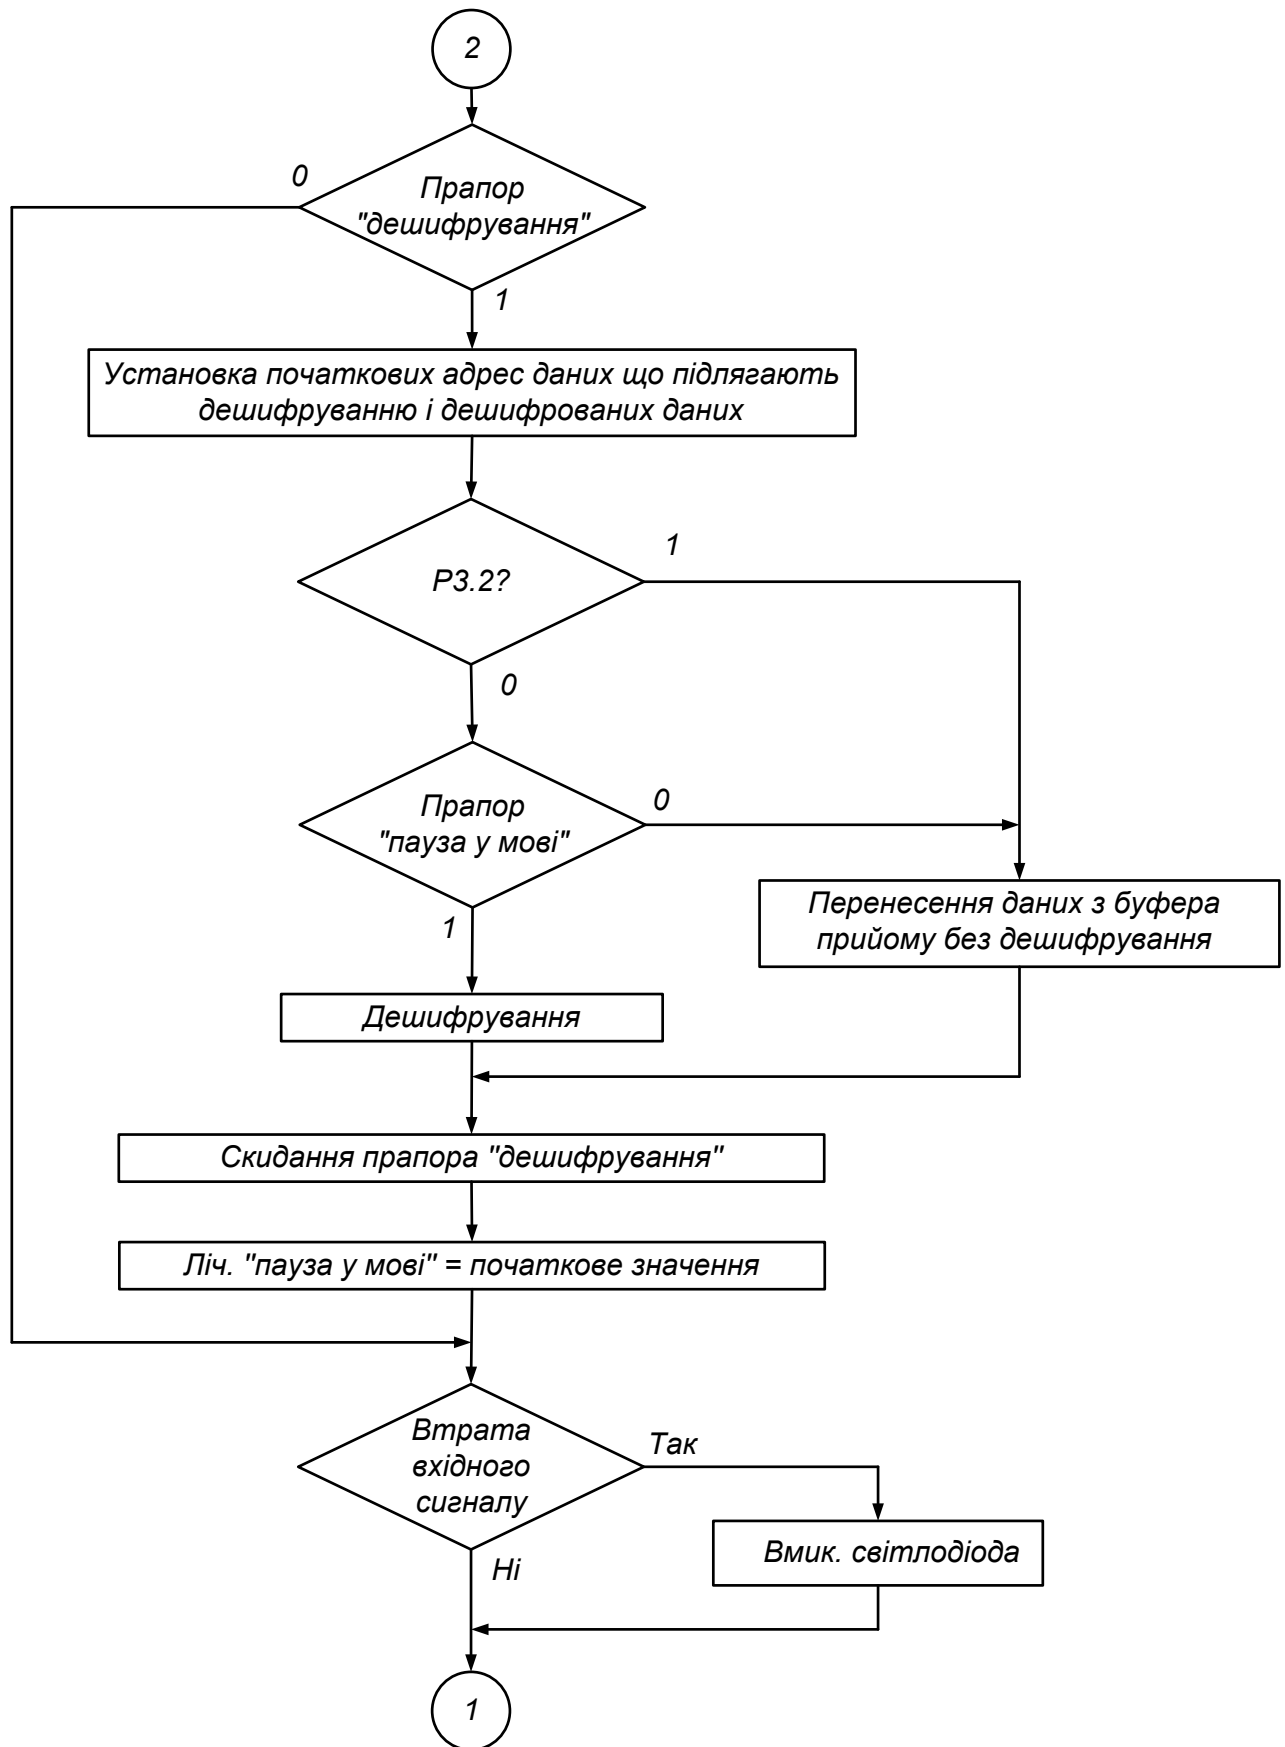 2
0
Прапор
"дешифрування"
1
Установка початкових адрес даних що підлягають
дешифруванню і дешифрованих даних
1
P3.2?
0
Прапор
"пауза у мові"
0
1
Перенесення даних з буфера
прийому без дешифрування
Дешифрування
Скидання прапора "дешифрування"
Ліч. "пауза у мові" = початкове значення
Втрата
вхідного
сигналу
Так
Вмик. світлодіода
Ні
1